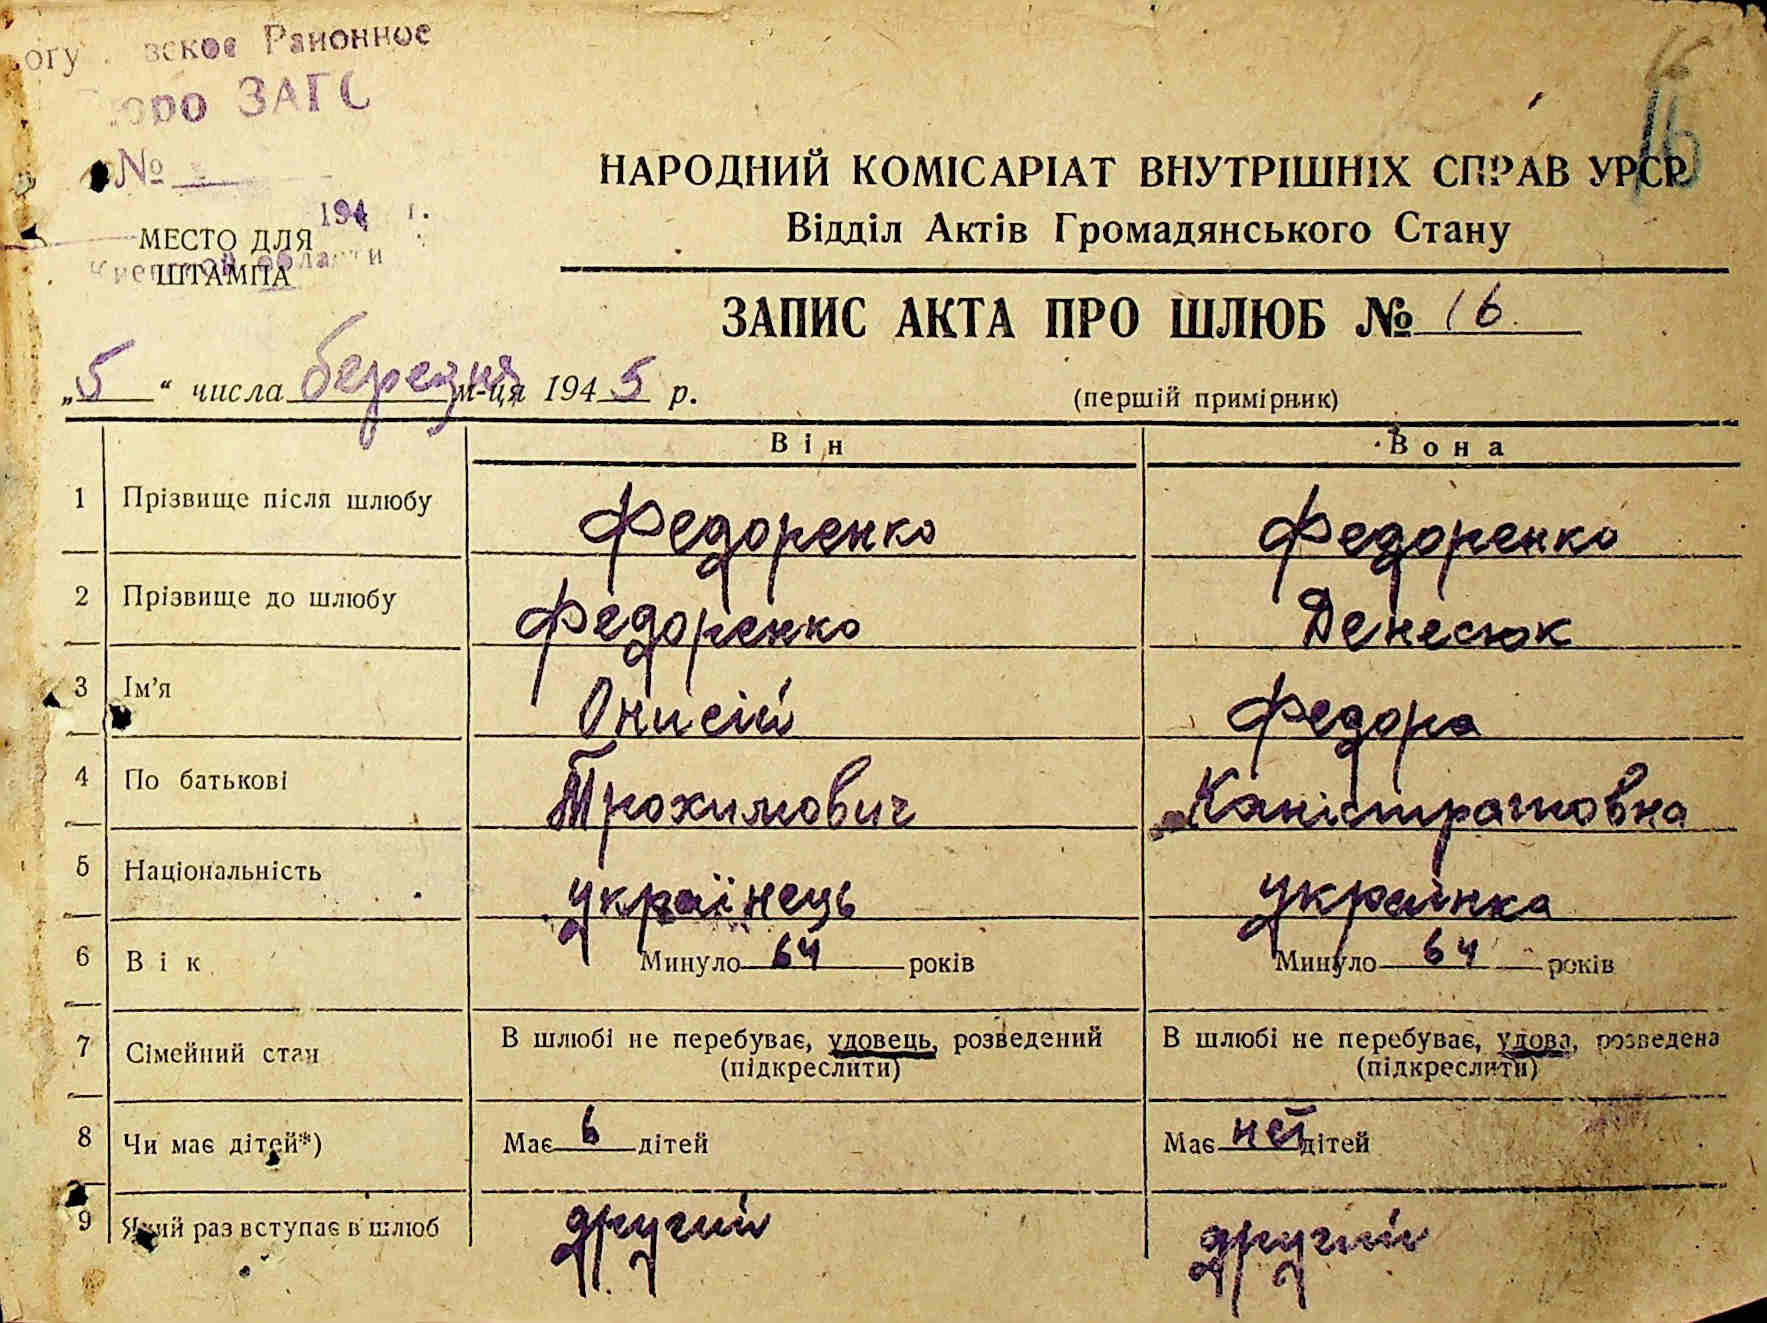 ское Районное
бюро ЗАГС
№
194 г.
МЕСТО ДЛЯ
области
ШТАМПА
16
НАРОДНИЙ КОМІСАРІАТ ВНУТРІШНІХ СПРАВ УРСР
Відділ Актів Громадянського Стану
ЗАПИС АКТА ПРО ШЛЮБ № 16
„5“ числа березня м-ця 1945 р.
(першій примірник)
Він Вона
1 Прізвище після шлюбу Федоренко Федоренко
2 Прізвище до шлюбу Федоренко Денесюк
3 Ім’я Онисій Федора
4 По батькові Трохимович Каністратовна
5 Національність українець українка
6 Вік Минуло 64 років Минуло 64 років
7 Сімейний стан В шлюбі не перебуває, удовець, розведений В шлюбі не перебуває, удова, розведена
(підкреслити) (підкреслити)
8 Чи має дітей*) Має 6 дітей Має неї дітей
9 Який раз вступає в шлюб другий другий